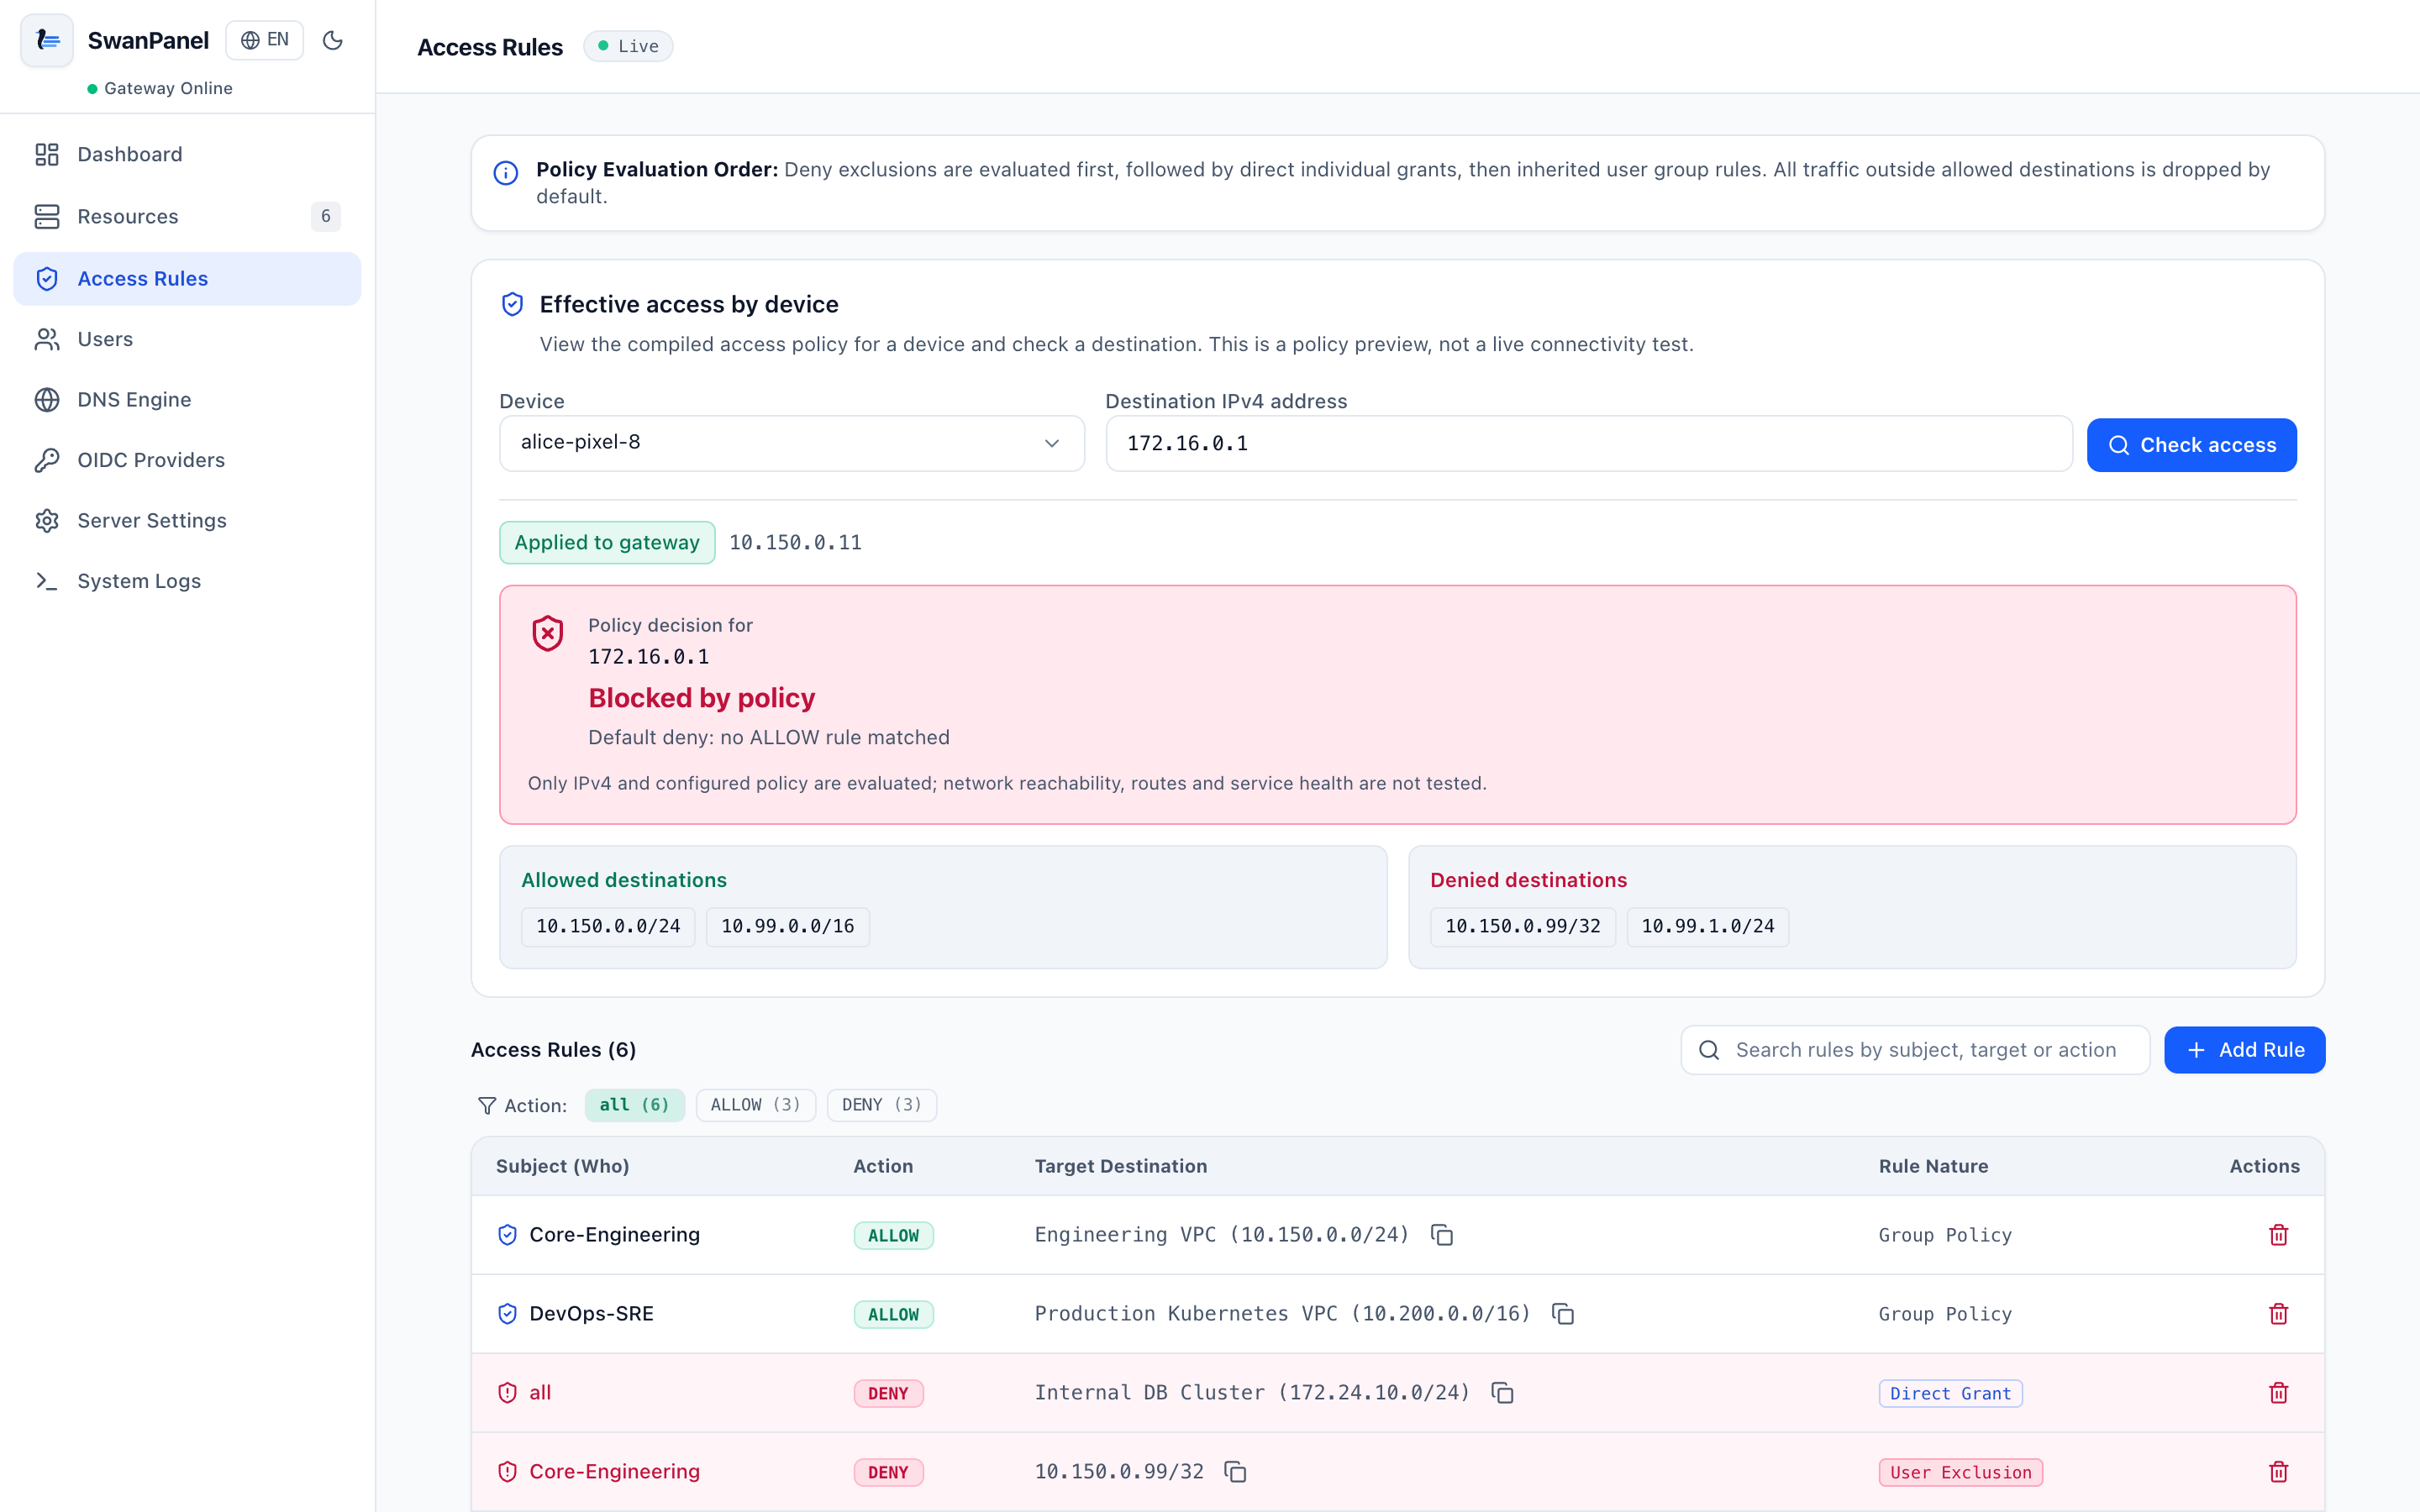 SwanPanel
EN
Gateway Online
Dashboard
Resources 6
Access Rules
Users
DNS Engine
OIDC Providers
Server Settings
System Logs
Access Rules
Live
Policy Evaluation Order: Deny exclusions are evaluated first, followed by direct individual grants, then inherited user group rules. All traffic outside allowed destinations is dropped by
default.
Effective access by device
View the compiled access policy for a device and check a destination. This is a policy preview, not a live connectivity test.
Device
alice-pixel-8
Destination IPv4 address
172.16.0.1
Check access
Applied to gateway 10.150.0.11
Policy decision for
172.16.0.1
Blocked by policy
Default deny: no ALLOW rule matched
Only IPv4 and configured policy are evaluated; network reachability, routes and service health are not tested.
Allowed destinations
10.150.0.0/24 10.99.0.0/16
Denied destinations
10.150.0.99/32 10.99.1.0/24
Access Rules (6)
Search rules by subject, target or action
Add Rule
Action: all (6) ALLOW (3) DENY (3)
Subject (Who) Action Target Destination Rule Nature Actions
Core-Engineering ALLOW Engineering VPC (10.150.0.0/24) Group Policy
DevOps-SRE ALLOW Production Kubernetes VPC (10.200.0.0/16) Group Policy
all DENY Internal DB Cluster (172.24.10.0/24) Direct Grant
Core-Engineering DENY 10.150.0.99/32 User Exclusion